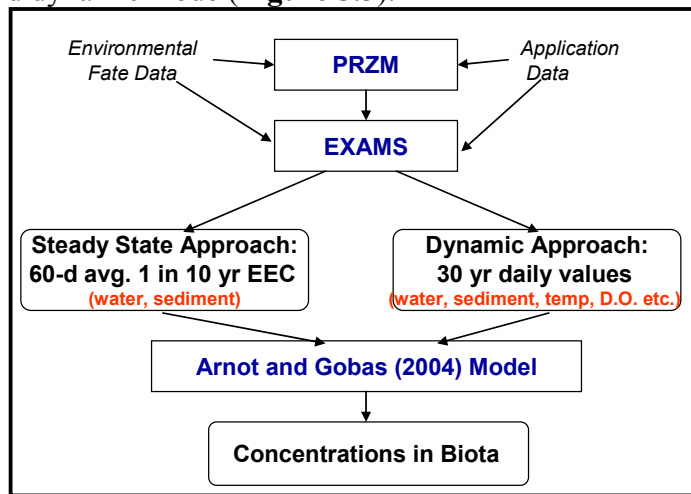 Environmental
Fate Data
Application
Data
PRZM
EXAMS
Steady State Approach:
60-d avg. 1 in 10 yr EEC
(water, sediment)
Dynamic Approach:
30 yr daily values
(water, sediment, temp, D.O. etc.)
Arnot and Gobas (2004) Model
Concentrations in Biota